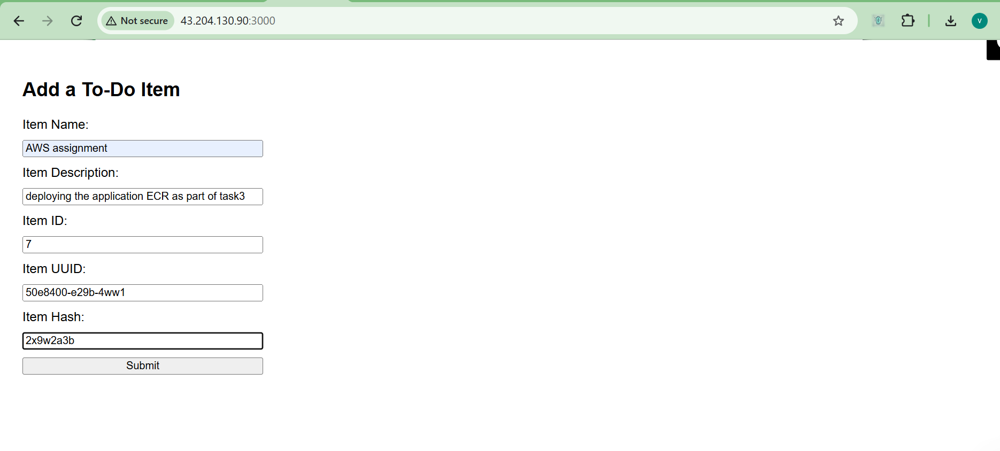 Not secure 43.204.130.90:3000
V
Add a To-Do Item
Item Name:
AWS assignment
Item Description:
deploying the application ECR as part of task3
Item ID:
7
Item UUID:
50e8400-e29b-4ww1
Item Hash:
2x9w2a3b
Submit